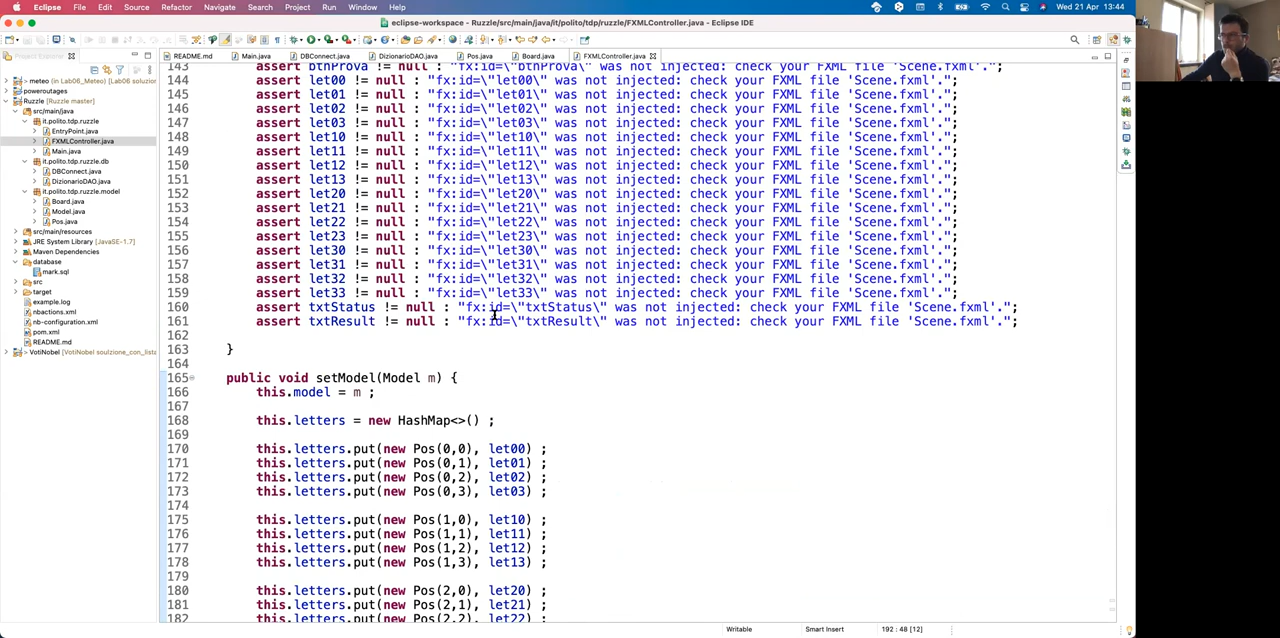 Eclipse File Edit Source Refactor Navigate Search Project Run Window Help Wed 21 Apr 13:44
eclipse-workspace - Ruzzle/src/main/java/it/polito/tdp/ruzzle/FXMLController.java - Eclipse IDE
Project Explorer
README.md Main.java DBConnect.java DizionarioDAO.java Pos.java Board.java FXMLController.java
meteo (in Lab06_Meteo) [Lab06 soluzio
poweroutages
Ruzzle [Ruzzle master]
src/main/java
it.polito.tdp.ruzzle
EntryPoint.java
FXMLController.java
Main.java
it.polito.tdp.ruzzle.db
DBConnect.java
DizionarioDAO.java
it.polito.tdp.ruzzle.model
Board.java
Model.java
Pos.java
src/main/resources
JRE System Library [JavaSE-1.7]
Maven Dependencies
database
mark.sql
src
target
example.log
nbactions.xml
nb-configuration.xml
pom.xml
README.md
VotiNobel [soulzione_con_lista
143 assert btnProva != null : "fx:id=\"btnProva\" was not injected: check your FXML file 'Scene.fxml'.";
144 assert let00 != null : "fx:id=\"let00\" was not injected: check your FXML file 'Scene.fxml'.";
145 assert let01 != null : "fx:id=\"let01\" was not injected: check your FXML file 'Scene.fxml'.";
146 assert let02 != null : "fx:id=\"let02\" was not injected: check your FXML file 'Scene.fxml'.";
147 assert let03 != null : "fx:id=\"let03\" was not injected: check your FXML file 'Scene.fxml'.";
148 assert let10 != null : "fx:id=\"let10\" was not injected: check your FXML file 'Scene.fxml'.";
149 assert let11 != null : "fx:id=\"let11\" was not injected: check your FXML file 'Scene.fxml'.";
150 assert let12 != null : "fx:id=\"let12\" was not injected: check your FXML file 'Scene.fxml'.";
151 assert let13 != null : "fx:id=\"let13\" was not injected: check your FXML file 'Scene.fxml'.";
152 assert let20 != null : "fx:id=\"let20\" was not injected: check your FXML file 'Scene.fxml'.";
153 assert let21 != null : "fx:id=\"let21\" was not injected: check your FXML file 'Scene.fxml'.";
154 assert let22 != null : "fx:id=\"let22\" was not injected: check your FXML file 'Scene.fxml'.";
155 assert let23 != null : "fx:id=\"let23\" was not injected: check your FXML file 'Scene.fxml'.";
156 assert let30 != null : "fx:id=\"let30\" was not injected: check your FXML file 'Scene.fxml'.";
157 assert let31 != null : "fx:id=\"let31\" was not injected: check your FXML file 'Scene.fxml'.";
158 assert let32 != null : "fx:id=\"let32\" was not injected: check your FXML file 'Scene.fxml'.";
159 assert let33 != null : "fx:id=\"let33\" was not injected: check your FXML file 'Scene.fxml'.";
160 assert txtStatus != null : "fx:id=\"txtStatus\" was not injected: check your FXML file 'Scene.fxml'.";
161 assert txtResult != null : "fx:id=\"txtResult\" was not injected: check your FXML file 'Scene.fxml'.";
162
163 }
164
165 public void setModel(Model m) {
166 this.model = m ;
167
168 this.letters = new HashMap<>() ;
169
170 this.letters.put(new Pos(0,0), let00) ;
171 this.letters.put(new Pos(0,1), let01) ;
172 this.letters.put(new Pos(0,2), let02) ;
173 this.letters.put(new Pos(0,3), let03) ;
174
175 this.letters.put(new Pos(1,0), let10) ;
176 this.letters.put(new Pos(1,1), let11) ;
177 this.letters.put(new Pos(1,2), let12) ;
178 this.letters.put(new Pos(1,3), let13) ;
179
180 this.letters.put(new Pos(2,0), let20) ;
181 this.letters.put(new Pos(2,1), let21) ;
182 this.letters.put(new Pos(2,2), let22) ;
Writable Smart Insert 192 : 48 [12]